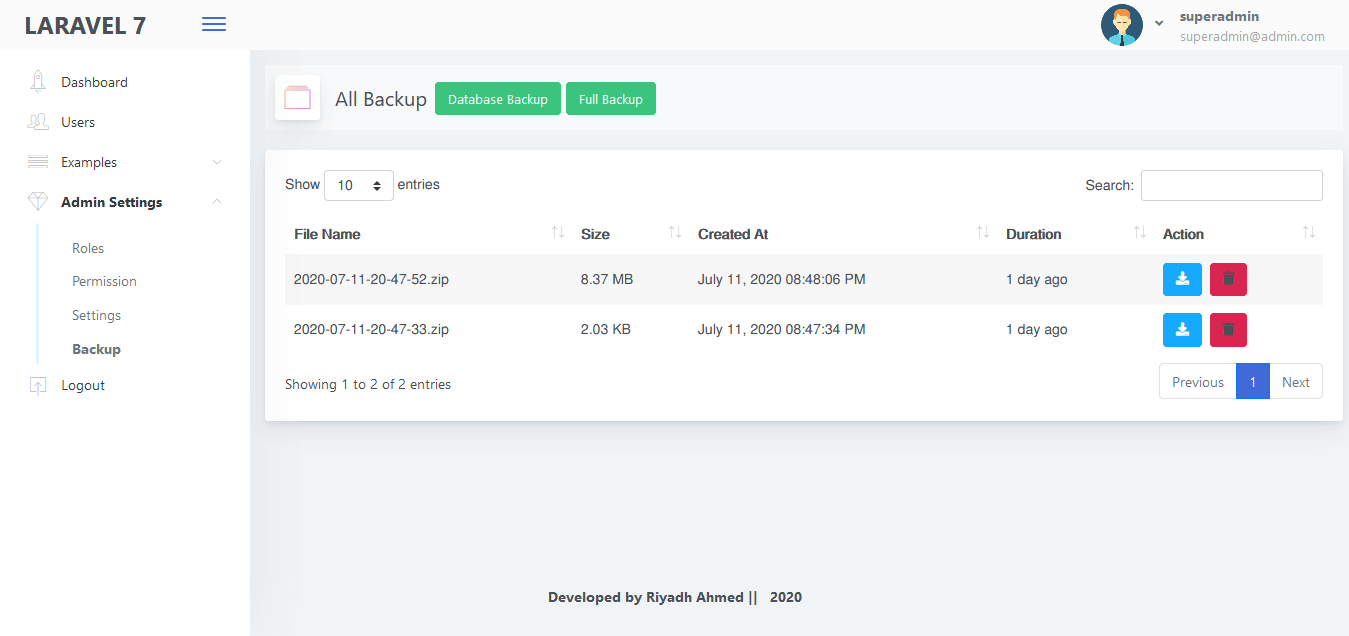 LARAVEL 7
superadmin
superadmin@admin.com
Dashboard
Users
Examples
Admin Settings
Roles
Permission
Settings
Backup
Logout
All Backup Database Backup Full Backup
Show 10 entries Search:
File Name Size Created At Duration Action
2020-07-11-20-47-52.zip 8.37 MB July 11, 2020 08:48:06 PM 1 day ago
2020-07-11-20-47-33.zip 2.03 KB July 11, 2020 08:47:34 PM 1 day ago
Showing 1 to 2 of 2 entries Previous 1 Next
Developed by Riyadh Ahmed || 2020